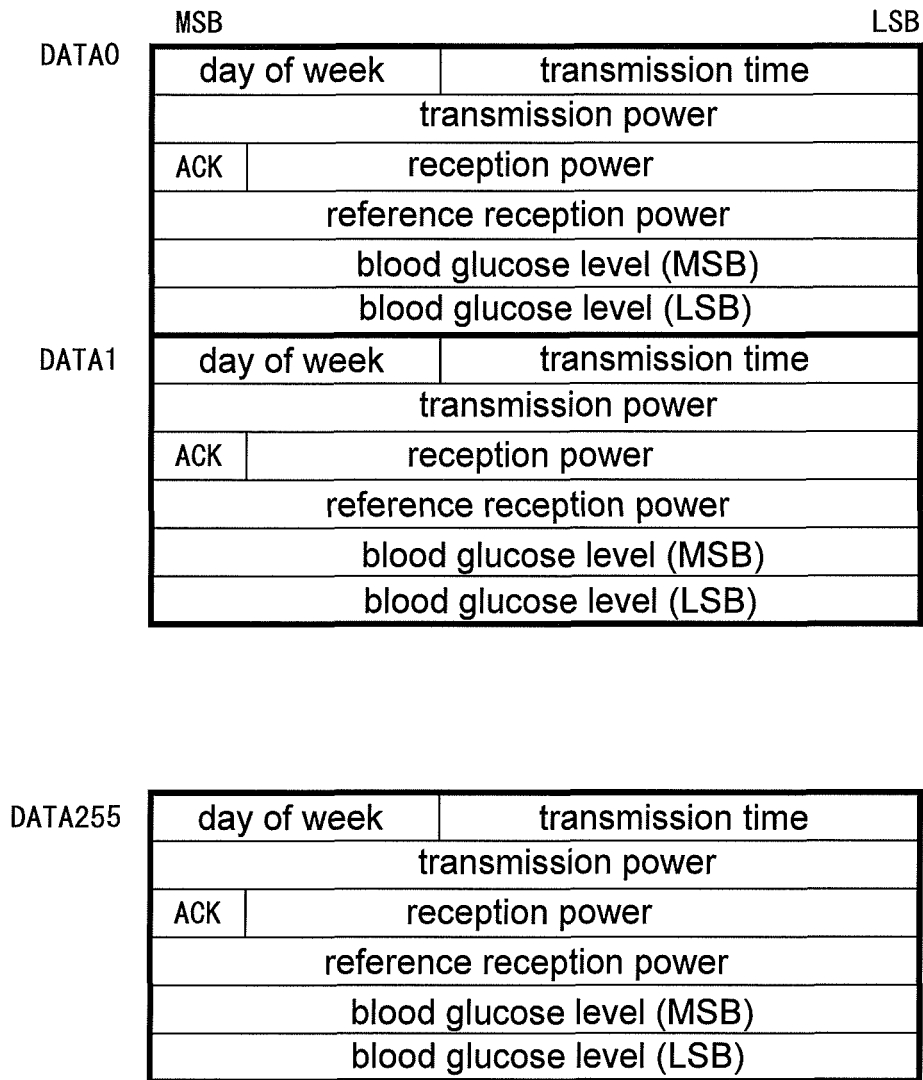 MSB LSB
DATA0 day of week transmission time
transmission power
ACK reception power
reference reception power
blood glucose level (MSB)
blood glucose level (LSB)
DATA1 day of week transmission time
transmission power
ACK reception power
reference reception power
blood glucose level (MSB)
blood glucose level (LSB)
DATA255 day of week transmission time
transmission power
ACK reception power
reference reception power
blood glucose level (MSB)
blood glucose level (LSB)